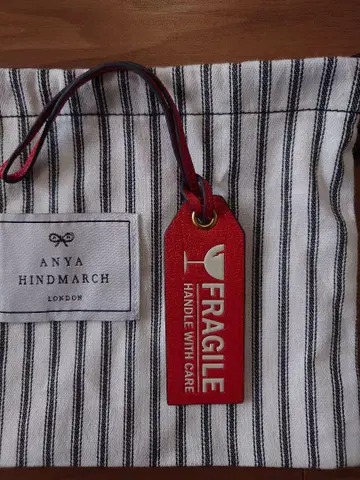 ANYA
HINDMARCH
LONDON
FRAGILE
HANDLE WITH CARE